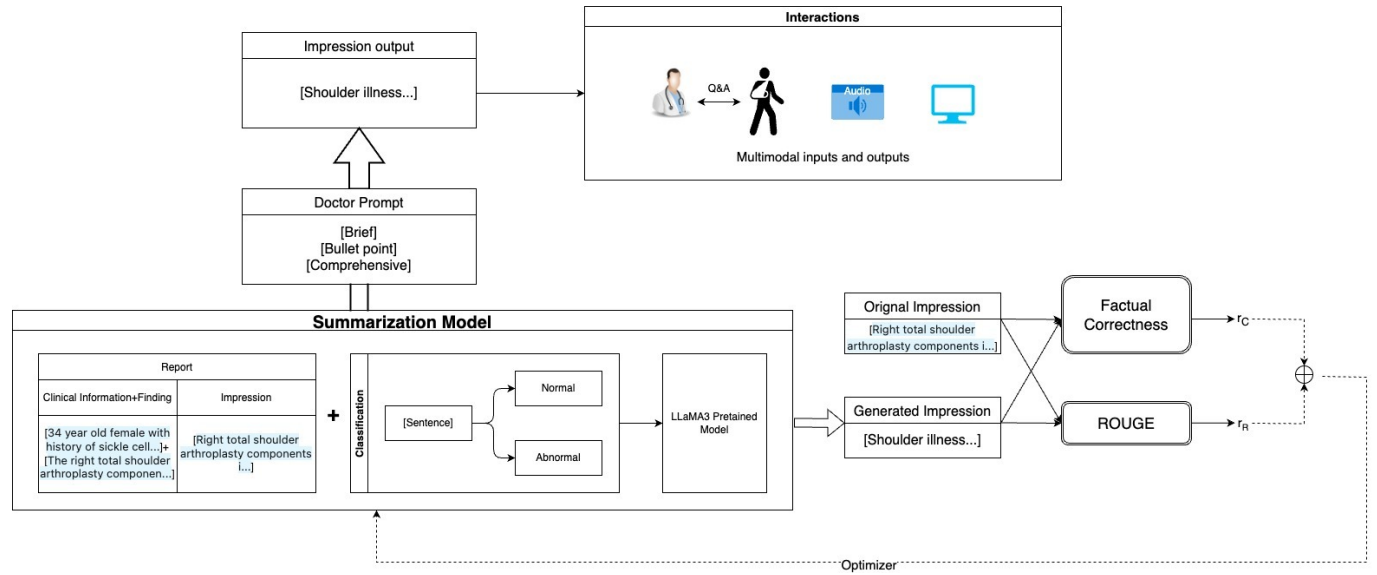 Interactions
Impression output
[Shoulder illness...]
Q&A
Audio
Multimodal inputs and outputs
Doctor Prompt
[Brief]
[Bullet point]
[Comprehensive]
Summarization Model
Report
Clinical Information+Finding
Impression
[34 year old female with
history of sickle cell...]+
[The right total shoulder
arthroplasty componen...]
[Right total shoulder
arthroplasty components
i...]
+
Classification
[Sentence]
Normal
Abnormal
LLaMA3 Pretained
Model
Orignal Impression
[Right total shoulder
arthroplasty components i...]
Generated Impression
[Shoulder illness...]
Factual
Correctness
ROUGE
rC
rR
Optimizer